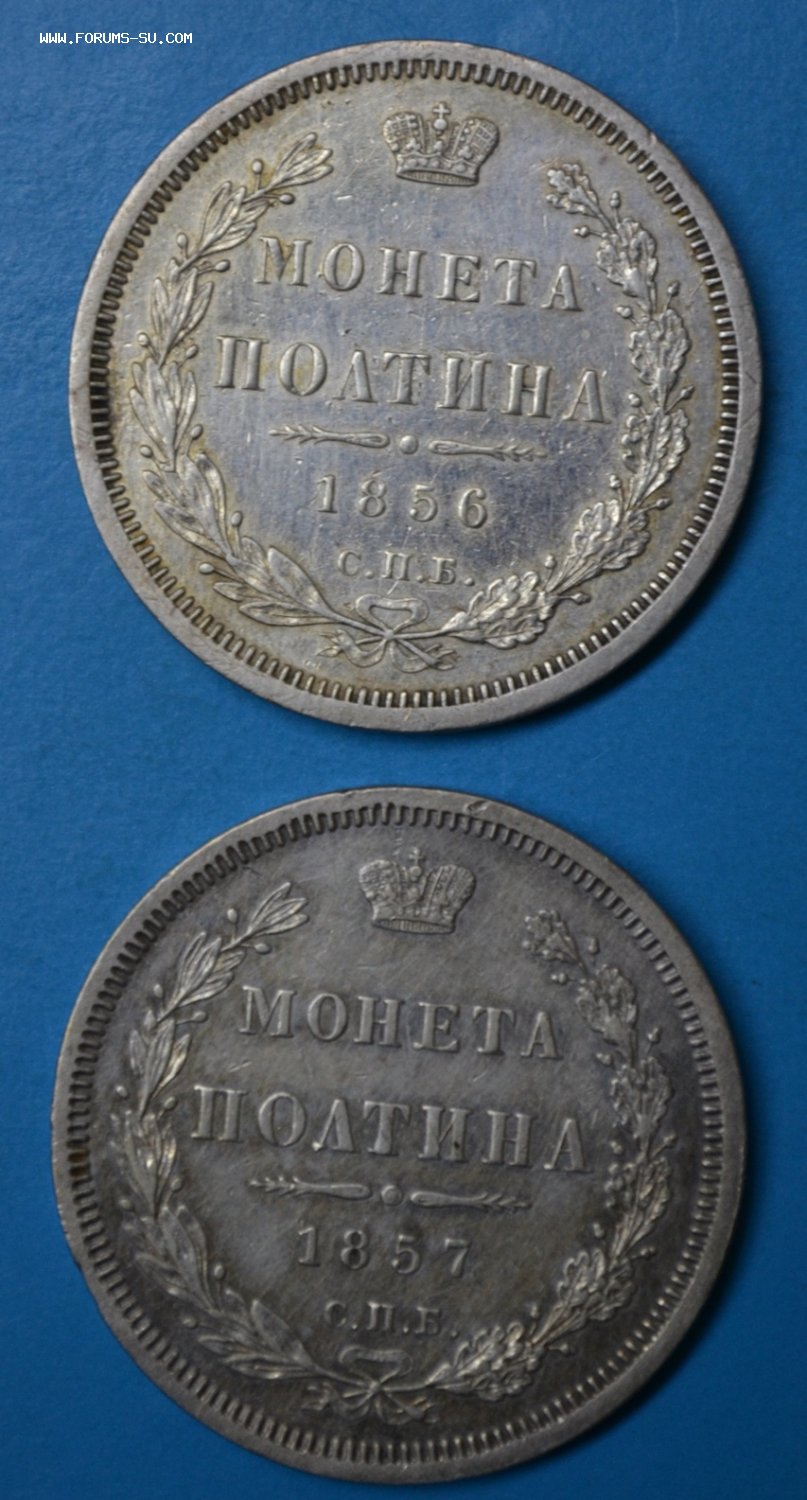 WWW.FORUMS-SU.COM
МОНЕТА
ПОЛТИНА
1856
С.П.Б.
МОНЕТА
ПОЛТИНА
1857
С.П.Б.